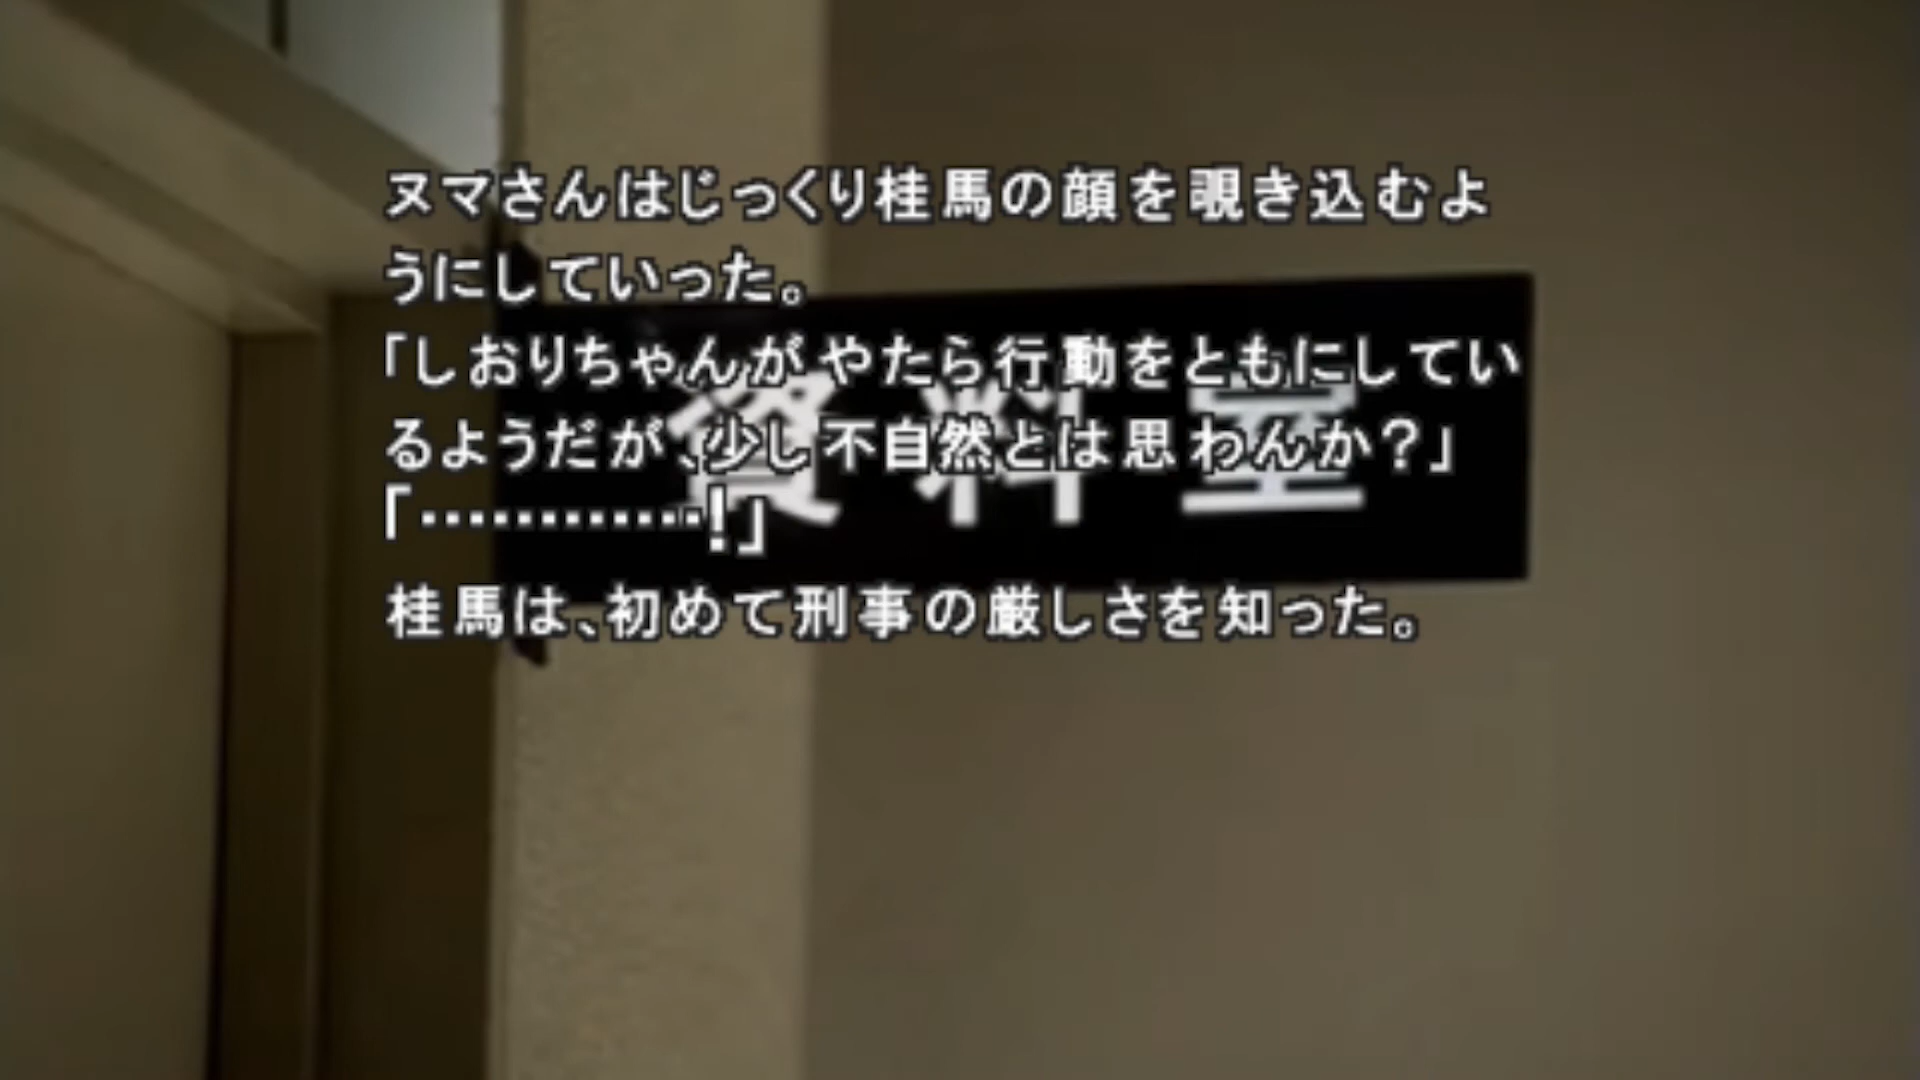 ヌマさんはじっくり桂馬の顔を覗き込むよ
うにしていった。
「しおりちゃんがやたら行動をともにしてい
るようだが、少し不自然とは思わんか？」
「…………！」
桂馬は、初めて刑事の厳しさを知った。
資料室